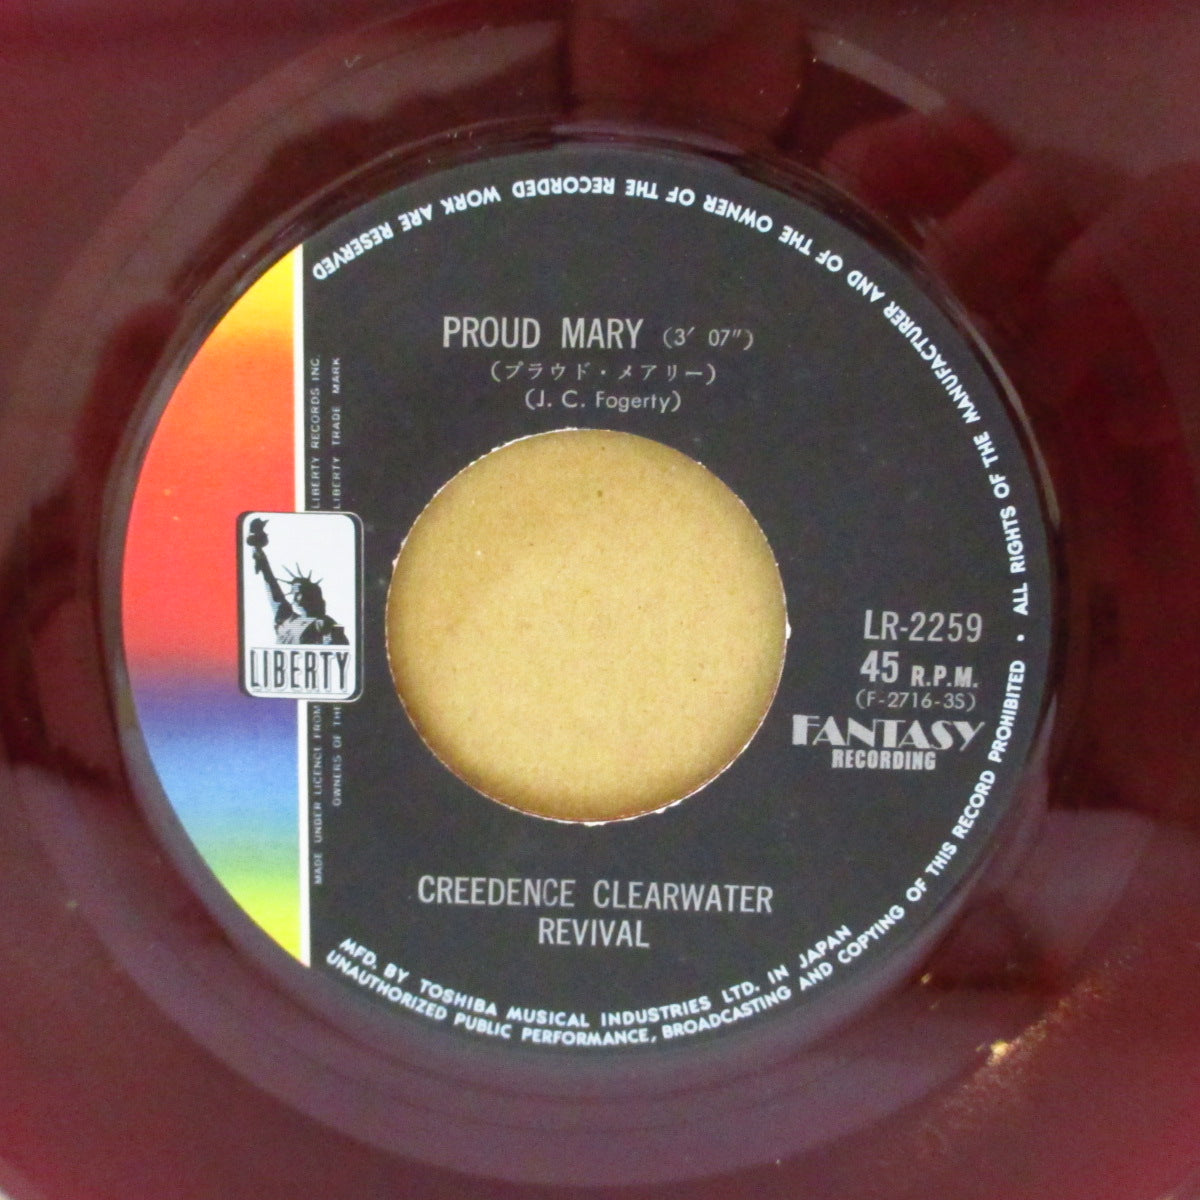 PROUD MARY (3′ 07″)
(プラウド・メアリー)
(J. C. Fogerty)
LIBERTY
LR-2259
45 R.P.M.
(F-2716-3S)
FANTASY
RECORDING
CREEDENCE CLEARWATER
REVIVAL
MFD. BY TOSHIBA MUSICAL INDUSTRIES LTD. IN JAPAN
UNAUTHORIZED PUBLIC PERFORMANCE, BROADCASTING AND COPYING OF THIS RECORD PROHIBITED • ALL RIGHTS OF THE MANUFACTURER AND OF THE OWNER OF THE RECORDED WORK ARE RESERVED
MADE UNDER LICENCE FROM LIBERTY RECORDS INC.
OWNERS OF THE LIBERTY TRADE MARK